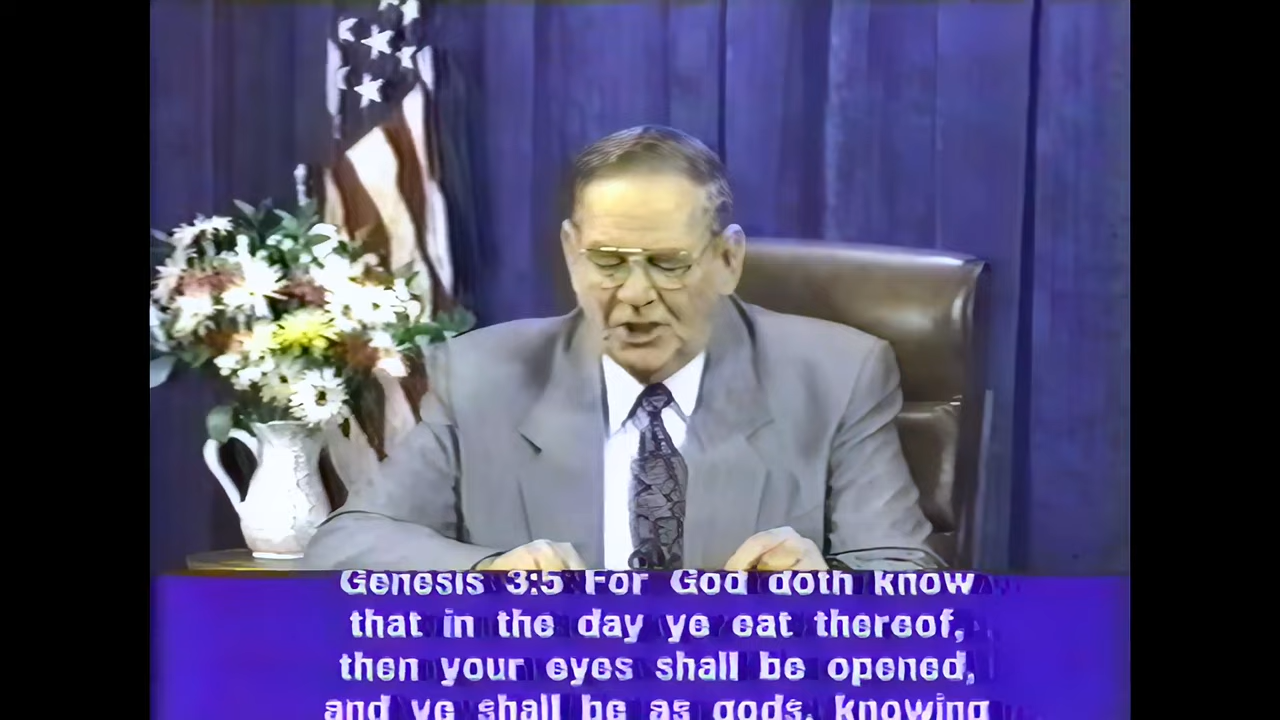 Genesis 3:5 For God doth know
that in the day ye eat thereof,
then your eyes shall be opened,
and ye shall be as gods, knowing